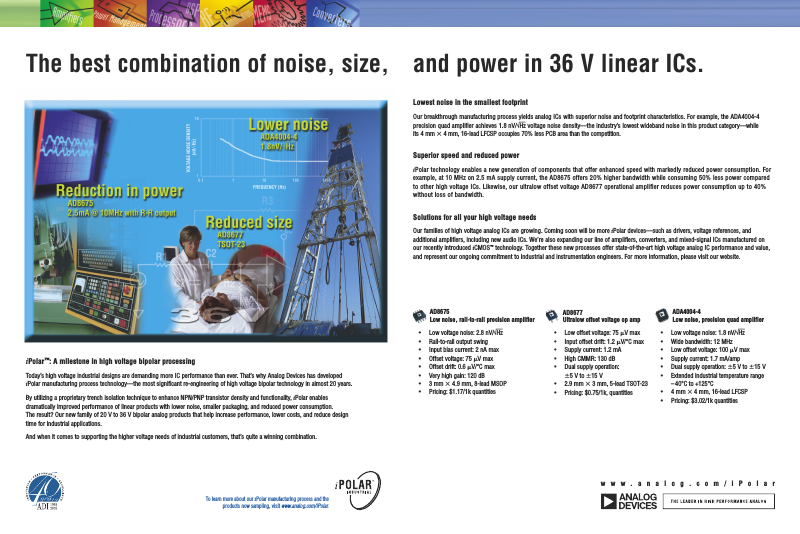 Amplifiers
Power Management
Processors
DSP
MEMS
Converters
The best combination of noise, size, and power in 36 V linear ICs.
Lower noise
ADA4004-4
1.8nV/ Hz
VOLTAGE NOISE DENSITY
(nV/√Hz)
FREQUENCY (Hz)
Reduction in power
AD8675
2.5mA @ 10MHz with R-R output
Reduced size
AD8677
TSOT-23
R3
C2
R
36
iPolar™: A milestone in high voltage bipolar processing
Today's high voltage industrial designs are demanding more IC performance than ever. That's why Analog Devices has developed
iPolar manufacturing process technology—the most significant re-engineering of high voltage bipolar technology in almost 20 years.
By utilizing a proprietary trench isolation technique to enhance NPN/PNP transistor density and functionality, iPolar enables
dramatically improved performance of linear products with lower noise, smaller packaging, and reduced power consumption.
The result? Our new family of 20 V to 36 V bipolar analog products that help increase performance, lower costs, and reduce design
time for industrial applications.
And when it comes to supporting the higher voltage needs of industrial customers, that's quite a winning combination.
40
ADI
To learn more about our iPolar manufacturing process and the
products now sampling, visit www.analog.com/iPolar.
iPOLAR™
INDUSTRIAL
Lowest noise in the smallest footprint
Our breakthrough manufacturing process yields analog ICs with superior noise and footprint characteristics. For example, the ADA4004-4
precision quad amplifier achieves 1.8 nV/√Hz voltage noise density—the industry's lowest wideband noise in this product category—while
its 4 mm × 4 mm, 16-lead LFCSP occupies 70% less PCB area than the competition.
Superior speed and reduced power
iPolar technology enables a new generation of components that offer enhanced speed with markedly reduced power consumption. For
example, at 10 MHz on 2.5 mA supply current, the AD8675 offers 20% higher bandwidth while consuming 50% less power compared
to other high voltage ICs. Likewise, our ultralow offset voltage AD8677 operational amplifier reduces power consumption up to 40%
without loss of bandwidth.
Solutions for all your high voltage needs
Our families of high voltage analog ICs are growing. Coming soon will be more iPolar devices—such as drivers, voltage references, and
additional amplifiers, including new audio ICs. We're also expanding our line of amplifiers, converters, and mixed-signal ICs manufactured on
our recently introduced iCMOS™ technology. Together these new processes offer state-of-the-art high voltage analog IC performance and value,
and represent our ongoing commitment to industrial and instrumentation engineers. For more information, please visit our website.
AD8675
Low noise, rail-to-rail precision amplifier
• Low voltage noise: 2.8 nV/√Hz
• Rail-to-rail output swing
• Input bias current: 2 nA max
• Offset voltage: 75 μV max
• Offset drift: 0.6 μV/°C max
• Very high gain: 120 dB
• 3 mm × 4.9 mm, 8-lead MSOP
• Pricing: $1.17/1k quantities
AD8677
Ultralow offset voltage op amp
• Low offset voltage: 75 μV max
• Input offset drift: 1.2 μV/°C max
• Supply current: 1.2 mA
• High CMMR: 130 dB
• Dual supply operation:
±5 V to ±15 V
• 2.9 mm × 3 mm, 5-lead TSOT-23
• Pricing: $0.75/1k, quantities
ADA4004-4
Low noise, precision quad amplifier
• Low voltage noise: 1.8 nV/√Hz
• Wide bandwidth: 12 MHz
• Low offset voltage: 100 μV max
• Supply current: 1.7 mA/amp
• Dual supply operation: ±5 V to ±15 V
• Extended industrial temperature range
−40°C to +125°C
• 4 mm × 4 mm, 16-lead LFCSP
• Pricing: $3.02/1k quantities
www.analog.com/iPolar
ANALOG
DEVICES
THE LEADER IN HIGH PERFORMANCE ANALOG